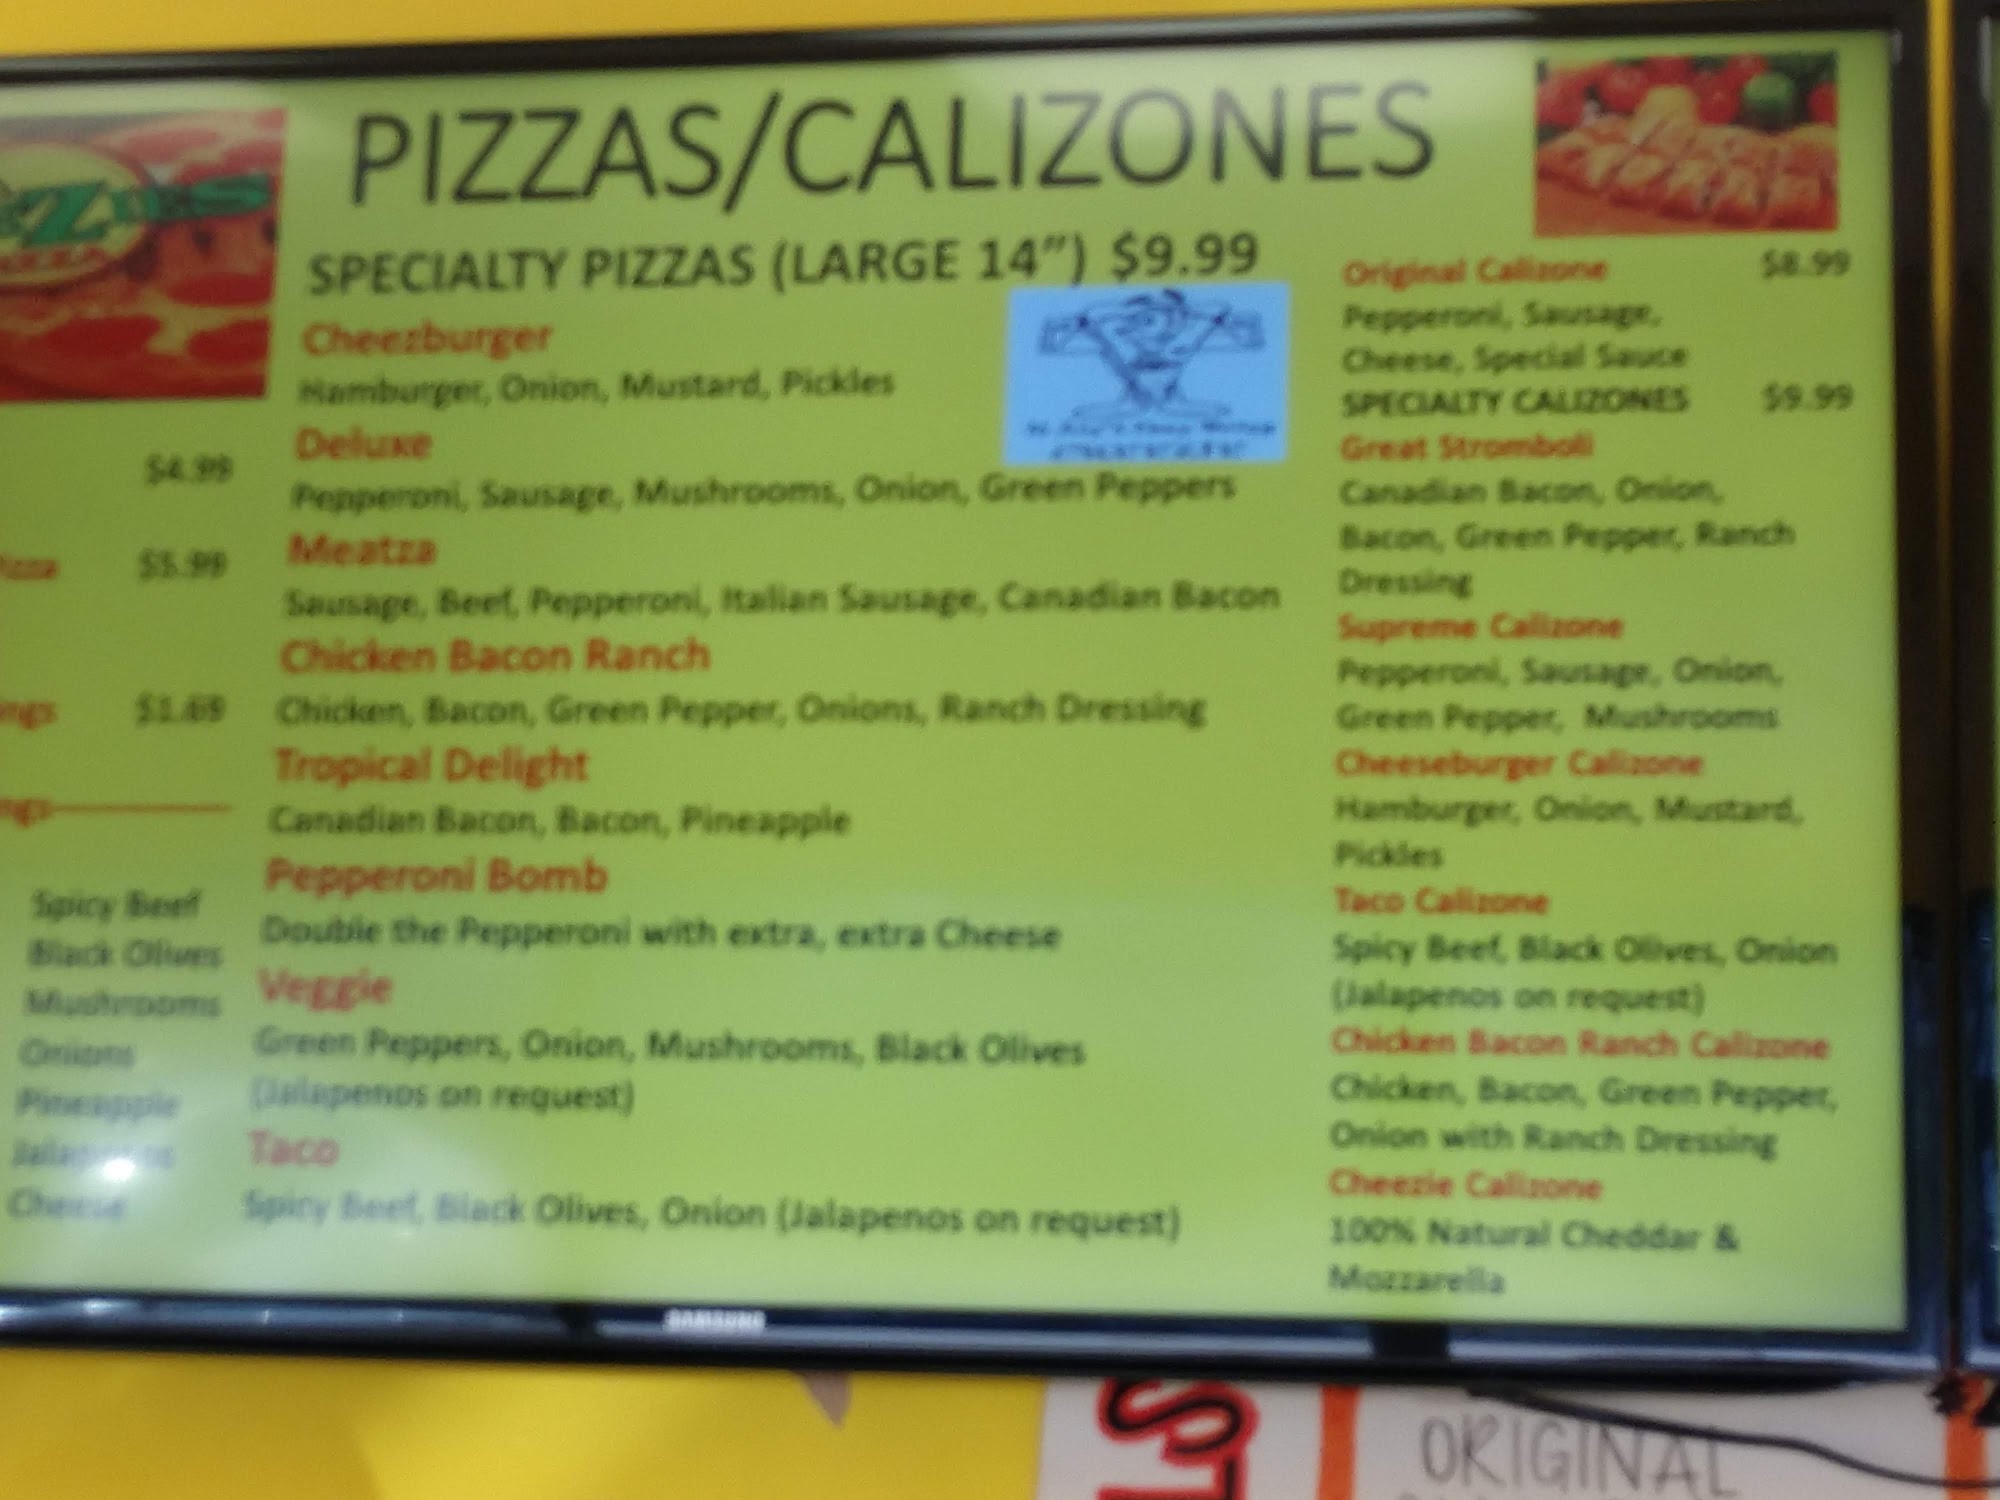 PIZZAS/CALIZONES
SPECIALTY PIZZAS (LARGE 14") $9.99
Cheezburger
Hamburger, Onion, Mustard, Pickles
Deluxe
Pepperoni, Sausage, Mushrooms, Onion, Green Peppers
Meatza
Sausage, Beef, Pepperoni, Italian Sausage, Canadian Bacon
Chicken Bacon Ranch
Chicken, Bacon, Green Pepper, Onions, Ranch Dressing
Tropical Delight
Canadian Bacon, Bacon, Pineapple
Pepperoni Bomb
Double the Pepperoni with extra, extra Cheese
Veggie
Green Peppers, Onion, Mushrooms, Black Olives
(Jalapenos on request)
Taco
Spicy Beef, Black Olives, Onion (Jalapenos on request)
$4.99
$5.99
$1.69
Spicy Beef
Black Olives
Mushrooms
Onions
Pineapple
Jalapenos
Cheese
Original Calizone $8.99
Pepperoni, Sausage,
Cheese, Special Sauce
SPECIALTY CALIZONES $9.99
Great Stromboli
Canadian Bacon, Onion,
Bacon, Green Pepper, Ranch
Dressing
Supreme Calizone
Pepperoni, Sausage, Onion,
Green Pepper, Mushrooms
Cheeseburger Calizone
Hamburger, Onion, Mustard,
Pickles
Taco Calizone
Spicy Beef, Black Olives, Onion
(Jalapenos on request)
Chicken Bacon Ranch Calizone
Chicken, Bacon, Green Pepper,
Onion with Ranch Dressing
Cheezie Calizone
100% Natural Cheddar &
Mozzarella
SAMSUNG
ORIGINAL